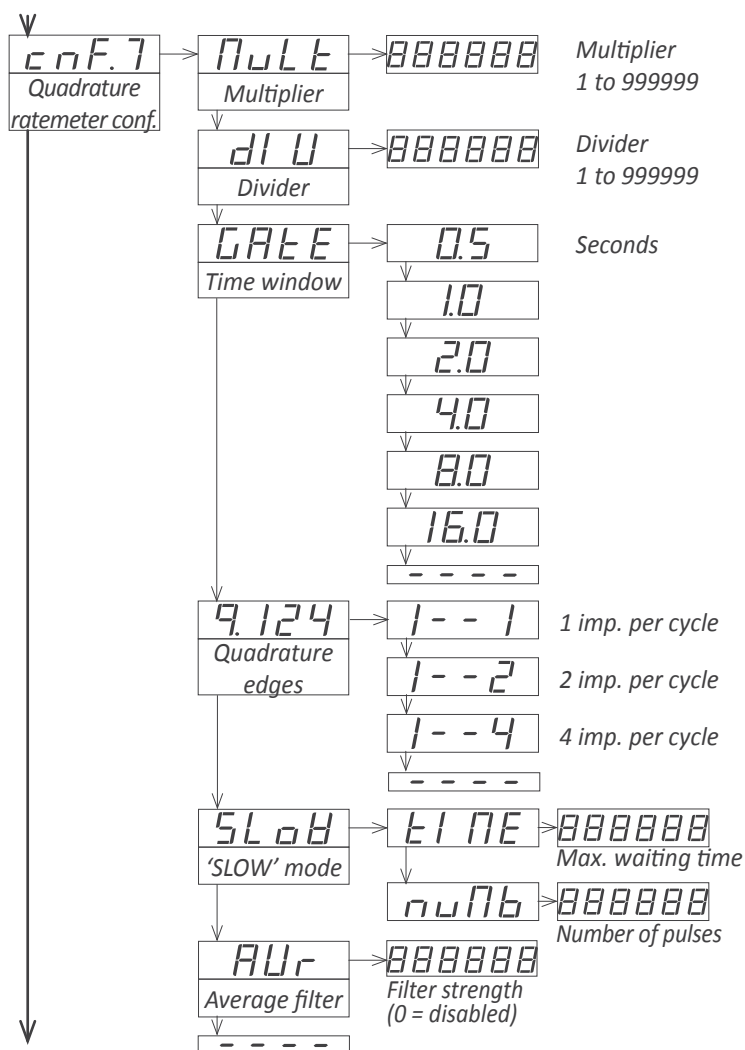 cnF.7
Quadrature
ratemeter conf.
MuLt
Multiplier
888888
Multiplier
1 to 999999
dIV
Divider
888888
Divider
1 to 999999
GAtE
Time window
0.5
Seconds
1.0
2.0
4.0
8.0
16.0
- - - -
q.124
Quadrature
edges
1--1
1 imp. per cycle
1--2
2 imp. per cycle
1--4
4 imp. per cycle
- - - -
SLoW
‘SLOW’ mode
tIME
888888
Max. waiting time
nuMb
888888
Number of pulses
AVr
Average filter
888888
Filter strength
(0 = disabled)
- - - -